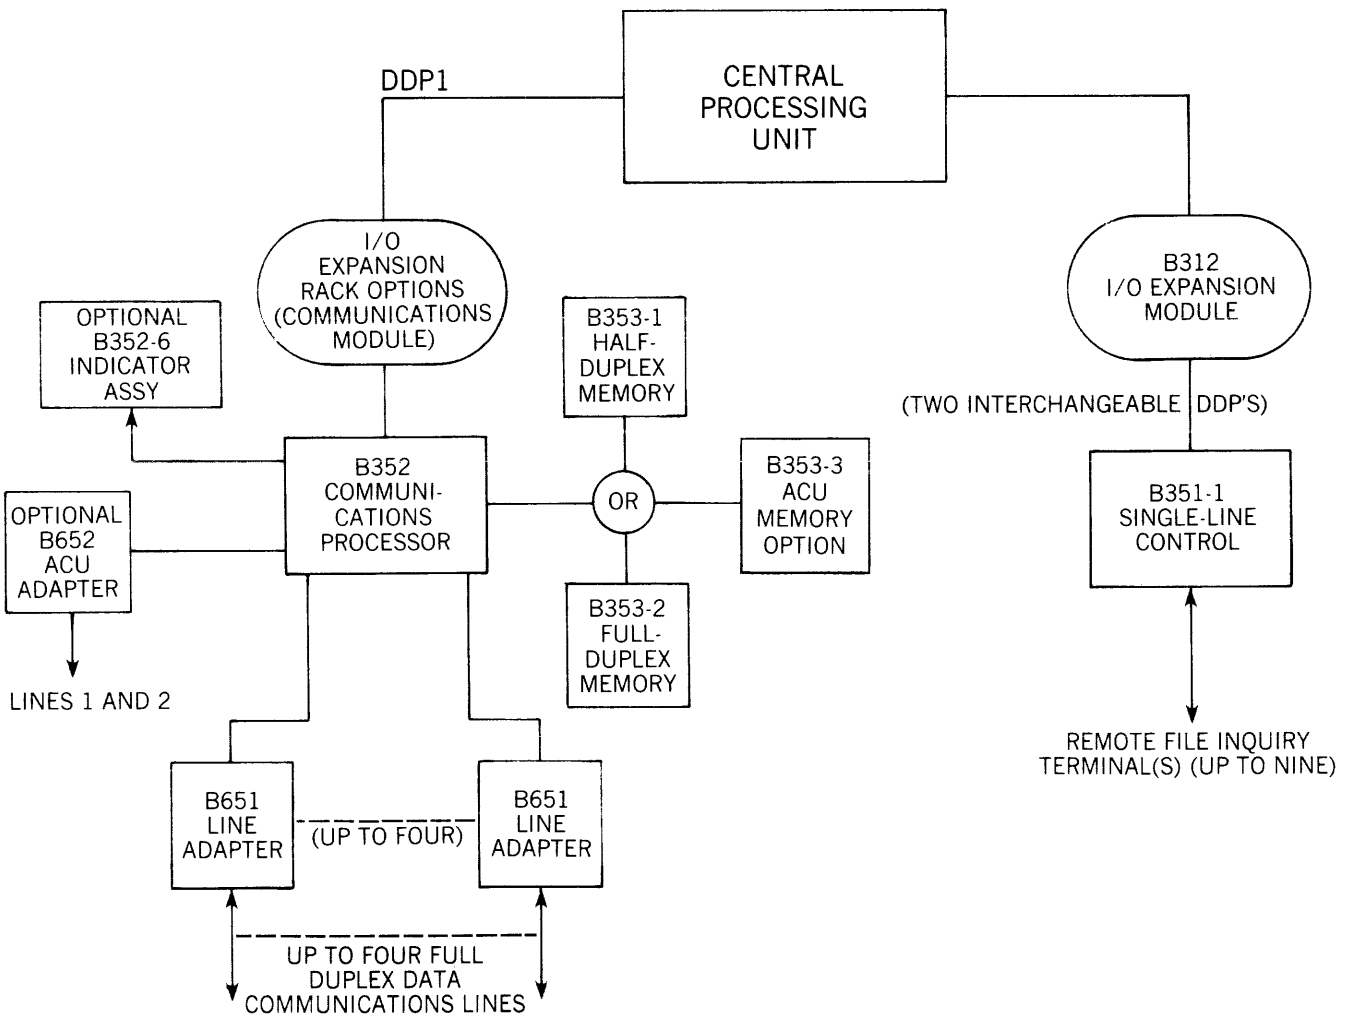 DDP1
CENTRAL
PROCESSING
UNIT
I/O
EXPANSION
RACK OPTIONS
(COMMUNICATIONS
MODULE)
B312
I/O EXPANSION
MODULE
OPTIONAL
B352-6
INDICATOR
ASSY
B353-1
HALF-
DUPLEX
MEMORY
(TWO INTERCHANGEABLE DDP'S)
B352
COMMUNI-
CATIONS
PROCESSOR
OR
B353-3
ACU
MEMORY
OPTION
B351-1
SINGLE-LINE
CONTROL
OPTIONAL
B652
ACU
ADAPTER
B353-2
FULL-
DUPLEX
MEMORY
LINES 1 AND 2
REMOTE FILE INQUIRY
TERMINAL(S) (UP TO NINE)
B651
LINE
ADAPTER
(UP TO FOUR)
B651
LINE
ADAPTER
UP TO FOUR FULL
DUPLEX DATA
COMMUNICATIONS LINES